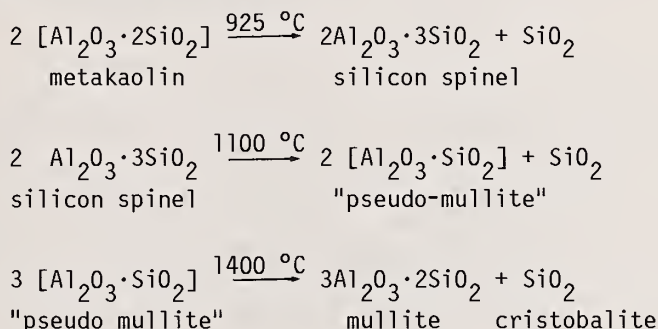 925 °C
2 [Al₂O₃·2SiO₂] ⟶ 2Al₂O₃·3SiO₂ + SiO₂
metakaolin silicon spinel
1100 °C
2 Al₂O₃·3SiO₂ ⟶ 2 [Al₂O₃·SiO₂] + SiO₂
silicon spinel "pseudo-mullite"
1400 °C
3 [Al₂O₃·SiO₂] ⟶ 3Al₂O₃·2SiO₂ + SiO₂
"pseudo mullite" mullite cristobalite